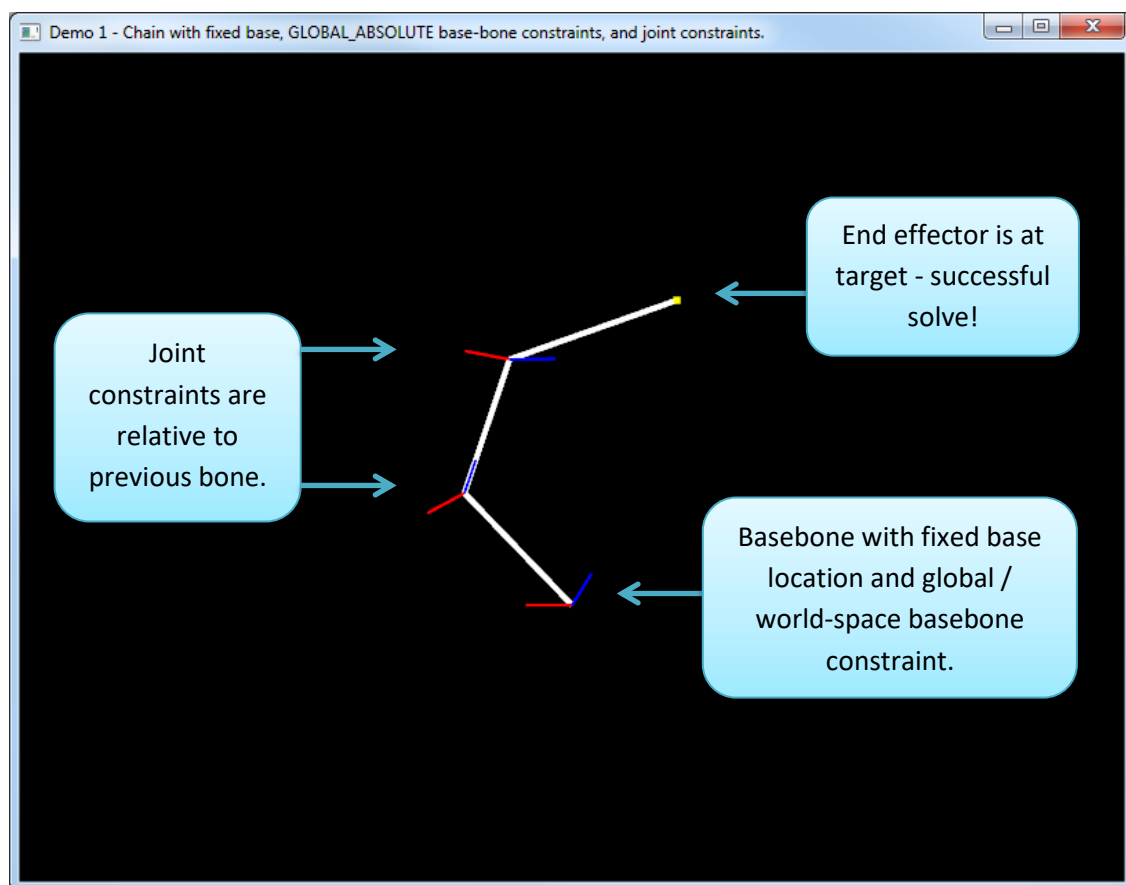 Demo 1 - Chain with fixed base, GLOBAL_ABSOLUTE base-bone constraints, and joint constraints.
End effector is at
target - successful
solve!
Joint
constraints are
relative to
previous bone.
Basebone with fixed base
location and global /
world-space basebone
constraint.